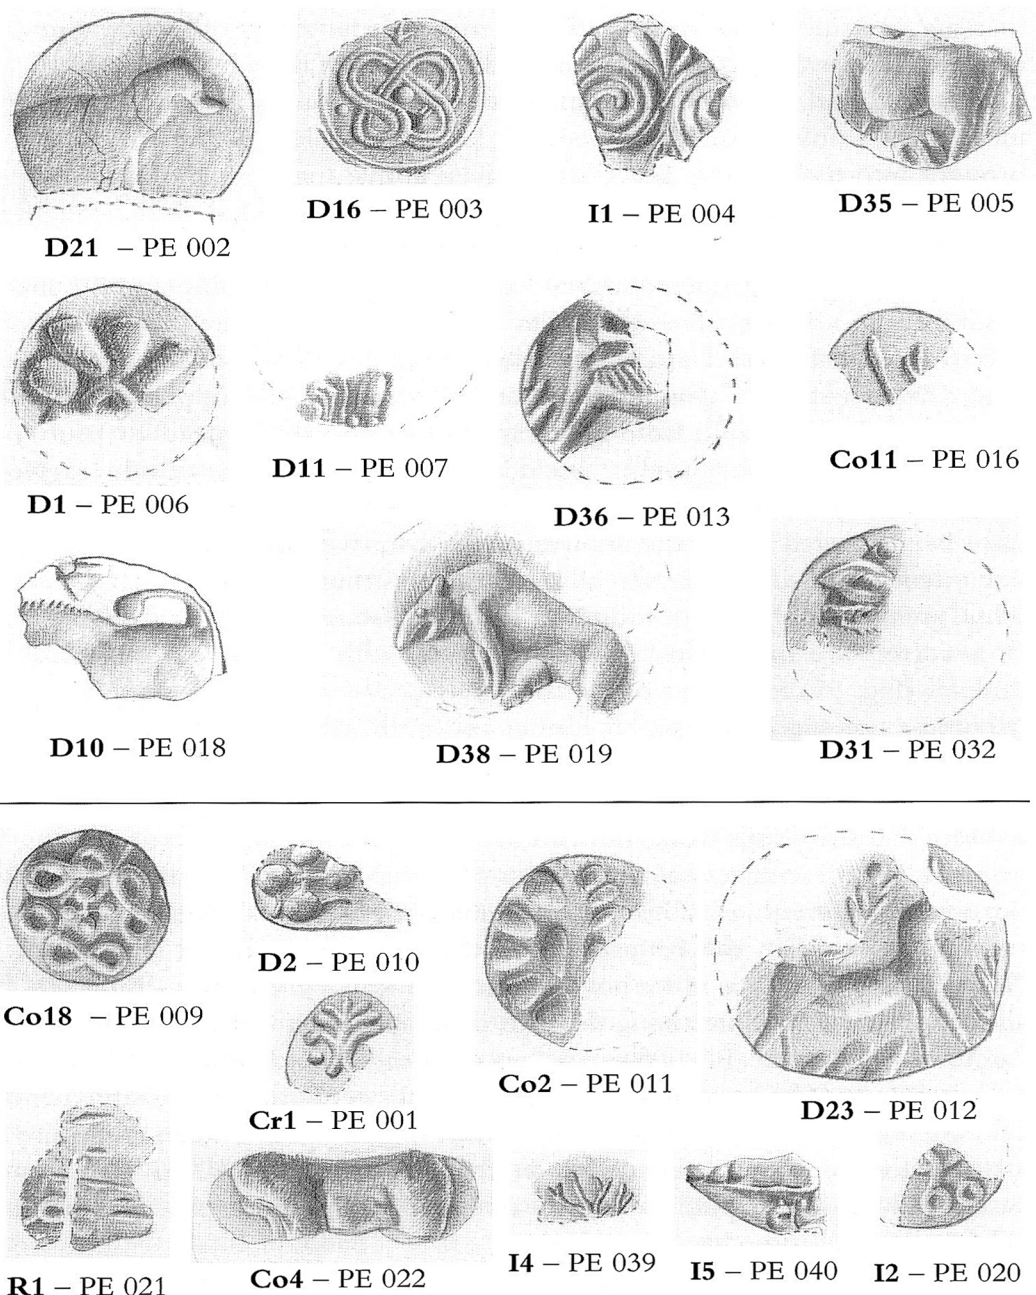 D21 – PE 002
D16 – PE 003
I1 – PE 004
D35 – PE 005
D1 – PE 006
D11 – PE 007
D36 – PE 013
Co11 – PE 016
D10 – PE 018
D38 – PE 019
D31 – PE 032
Co18 – PE 009
D2 – PE 010
Cr1 – PE 001
Co2 – PE 011
D23 – PE 012
R1 – PE 021
Co4 – PE 022
I4 – PE 039
I5 – PE 040
I2 – PE 020